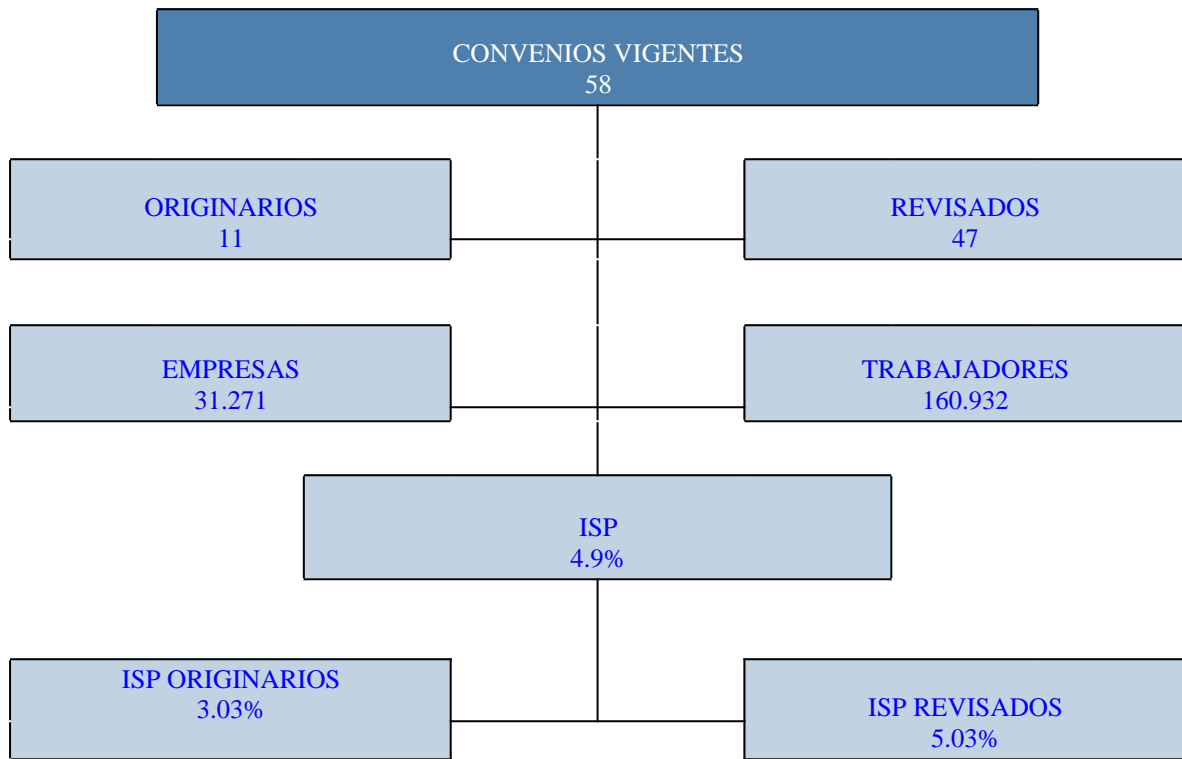 CONVENIOS VIGENTES
58
ORIGINARIOS
11
REVISADOS
47
EMPRESAS
31.271
TRABAJADORES
160.932
ISP
4.9%
ISP ORIGINARIOS
3.03%
ISP REVISADOS
5.03%